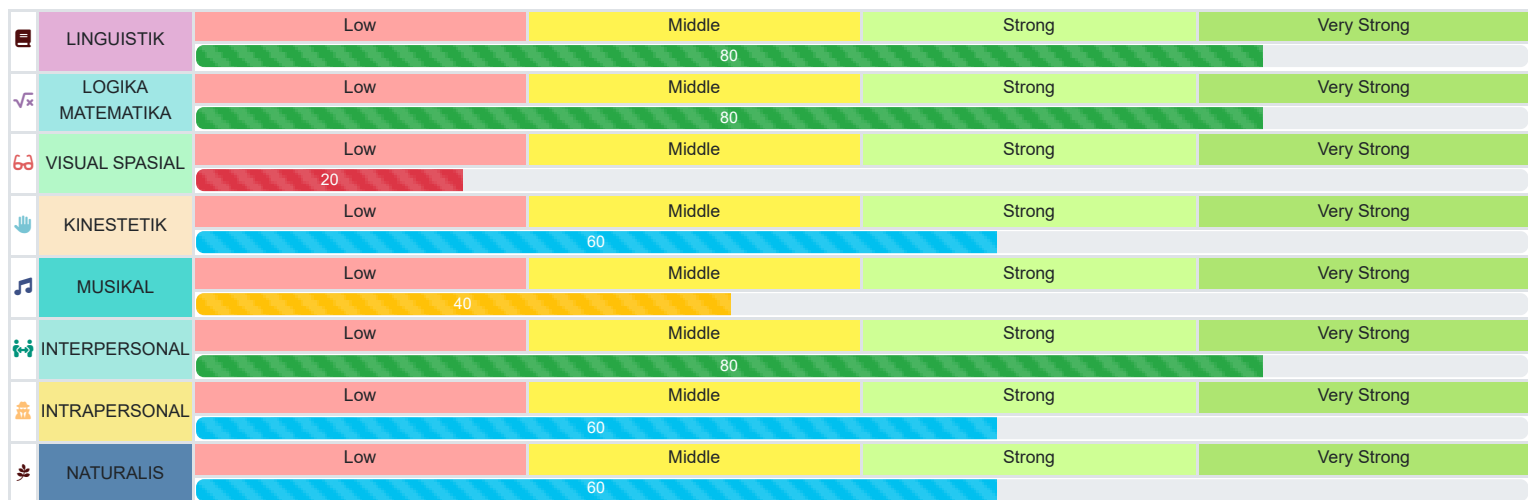 LINGUISTIK
Low Middle Strong Very Strong
80
LOGIKA
MATEMATIKA
Low Middle Strong Very Strong
80
VISUAL SPASIAL
Low Middle Strong Very Strong
20
KINESTETIK
Low Middle Strong Very Strong
60
MUSIKAL
Low Middle Strong Very Strong
40
INTERPERSONAL
Low Middle Strong Very Strong
80
INTRAPERSONAL
Low Middle Strong Very Strong
60
NATURALIS
Low Middle Strong Very Strong
60